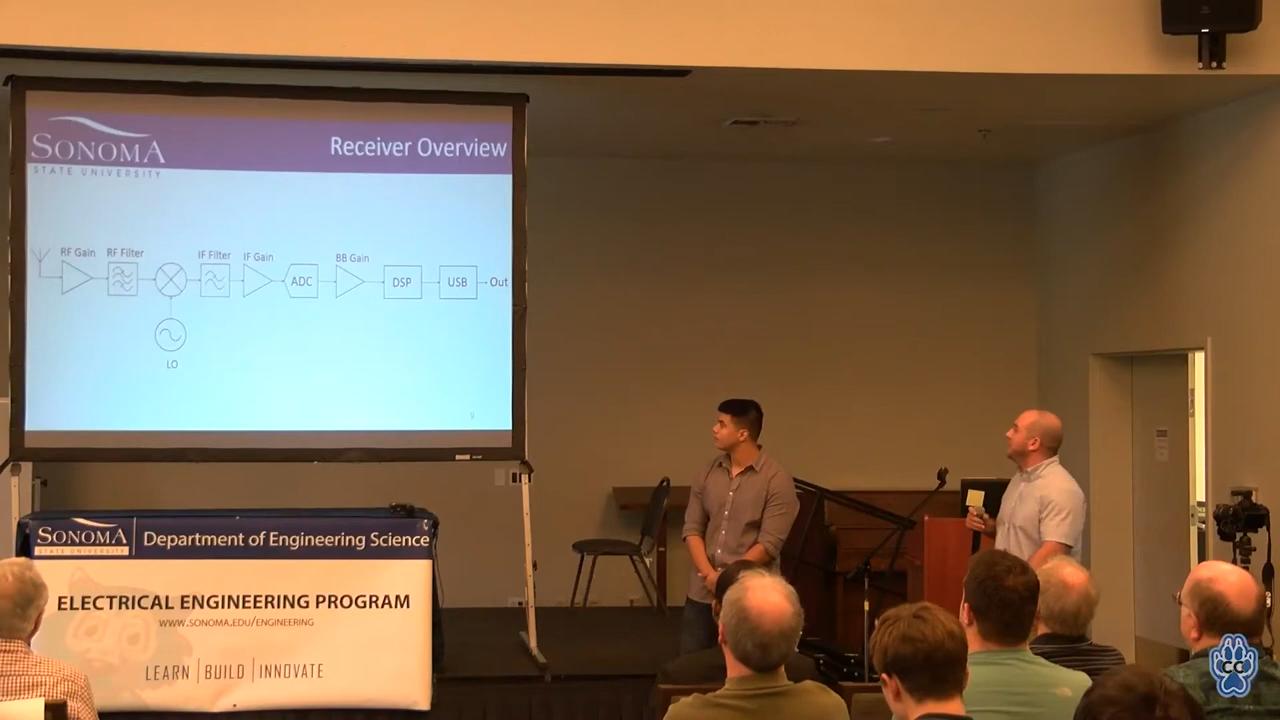 SONOMA
STATE UNIVERSITY
Receiver Overview
RF Gain
RF Filter
IF Filter
IF Gain
ADC
BB Gain
DSP
USB
Out
LO
9
SONOMA
STATE UNIVERSITY
Department of Engineering Science
ELECTRICAL ENGINEERING PROGRAM
WWW.SONOMA.EDU/ENGINEERING
LEARN | BUILD | INNOVATE
CC